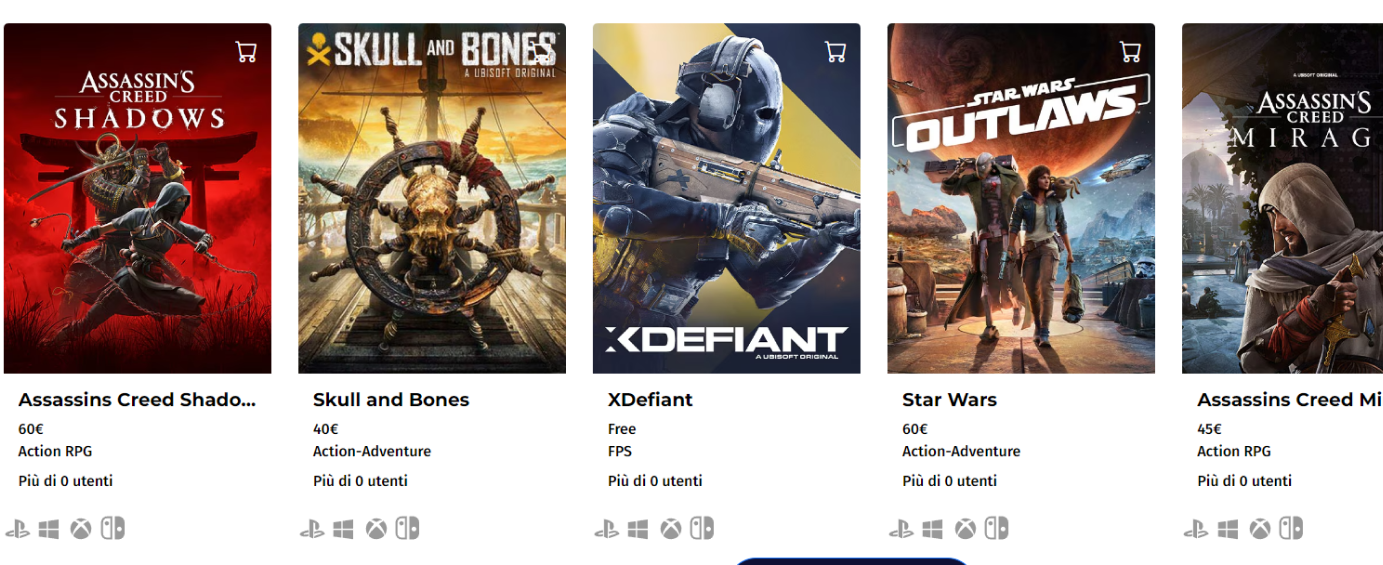 ASSASSIN'S
CREED
SHADOWS
SKULL AND BONES
A UBISOFT ORIGINAL
XDEFIANT
A UBISOFT ORIGINAL
STAR WARS
OUTLAWS
A UBISOFT ORIGINAL
ASSASSIN'S
CREED
MIRAG
Assassins Creed Shado...
60€
Action RPG
Più di 0 utenti
Skull and Bones
40€
Action-Adventure
Più di 0 utenti
XDefiant
Free
FPS
Più di 0 utenti
Star Wars
60€
Action-Adventure
Più di 0 utenti
Assassins Creed Mi
45€
Action RPG
Più di 0 utenti